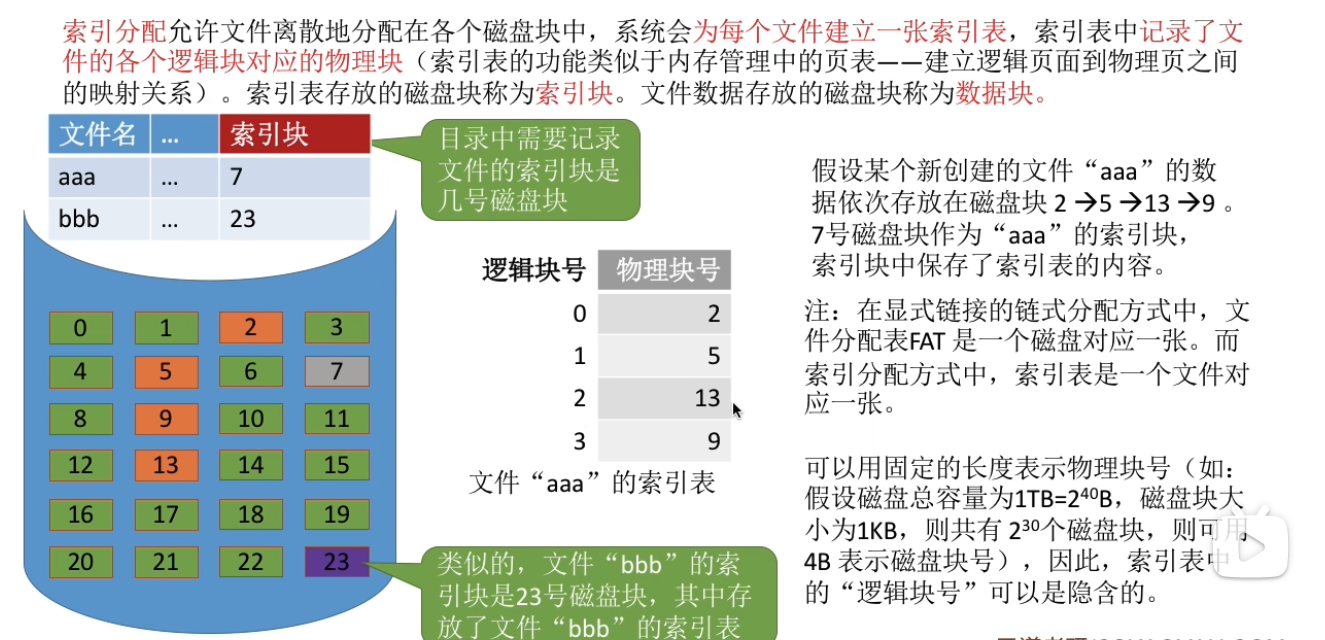 索引分配允许文件离散地分配在各个磁盘块中，系统会为每个文件建立一张索引表，索引表中记录了文
件的各个逻辑块对应的物理块（索引表的功能类似于内存管理中的页表——建立逻辑页面到物理页之间
的映射关系）。索引表存放的磁盘块称为索引块。文件数据存放的磁盘块称为数据块。
文件名 ... 索引块
aaa ... 7
bbb ... 23
目录中需要记录
文件的索引块是
几号磁盘块
0 1 2 3
4 5 6 7
8 9 10 11
12 13 14 15
16 17 18 19
20 21 22 23
逻辑块号 物理块号
0 2
1 5
2 13
3 9
文件“aaa”的索引表
类似的，文件“bbb”的索
引块是23号磁盘块，其中存
放了文件“bbb”的索引表
假设某个新创建的文件“aaa”的数
据依次存放在磁盘块 2→5→13→9 。
7号磁盘块作为“aaa”的索引块，
索引块中保存了索引表的内容。
注：在显式链接的链式分配方式中，文
件分配表FAT 是一个磁盘对应一张。而
索引分配方式中，索引表是一个文件对
应一张。
可以用固定的长度表示物理块号（如：
假设磁盘总容量为1TB=2⁴⁰B，磁盘块大
小为1KB，则共有 2³⁰个磁盘块，则可用
4B 表示磁盘块号），因此，索引表中
的“逻辑块号”可以是隐含的。